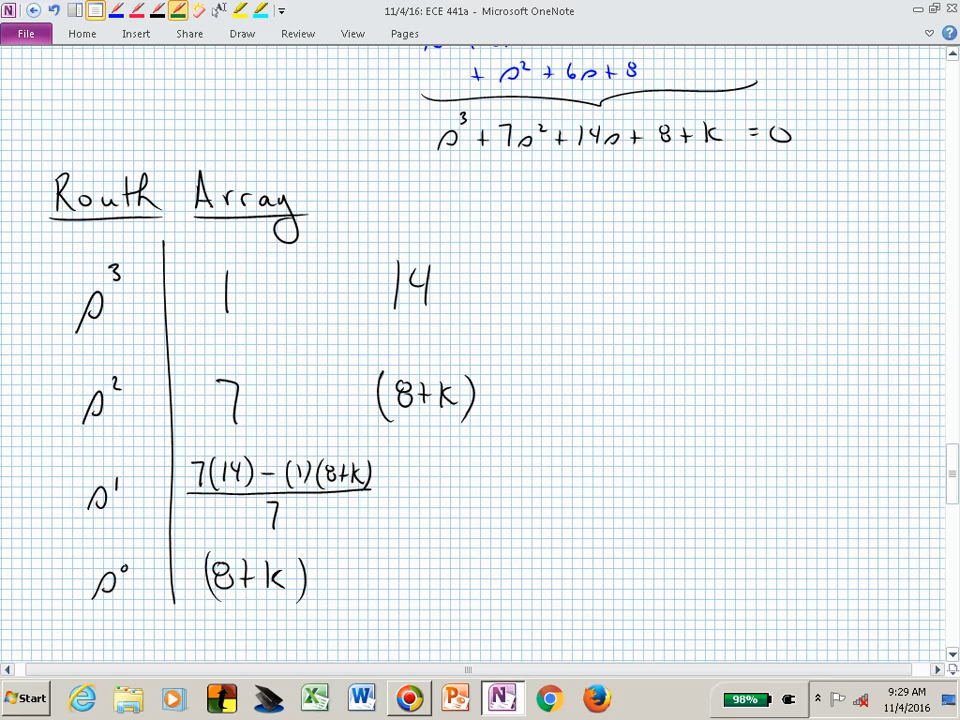 11/4/16: ECE 441a - Microsoft OneNote
File Home Insert Share Draw Review View Pages
+ s² + 6s + 8
s³ + 7s² + 14s + 8 + k = 0
Routh Array
s³ 1 14
s² 7 (8+k)
7(14) - (1)(8+k)
s¹
7
s⁰ (8+k)
Start
98%
9:29 AM
11/4/2016